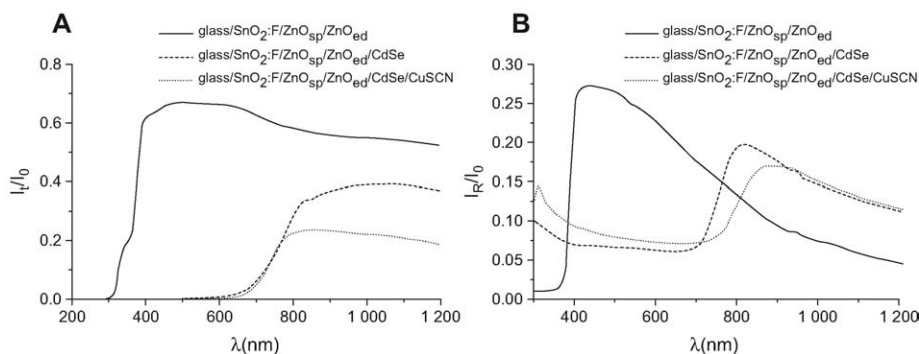 A
glass/SnO2:F/ZnOsp/ZnOed
glass/SnO2:F/ZnOsp/ZnOed/CdSe
glass/SnO2:F/ZnOsp/ZnOed/CdSe/CuSCN
0.8
0.6
0.4
0.2
0.0
It/I0
200
400
600
800
1 000
1 200
λ(nm)
B
glass/SnO2:F/ZnOsp/ZnOed
glass/SnO2:F/ZnOsp/ZnOed/CdSe
glass/SnO2:F/ZnOsp/ZnOed/CdSe/CuSCN
0.30
0.25
0.20
0.15
0.10
0.05
0.00
IR/I0
400
600
800
1 000
1 200
λ(nm)